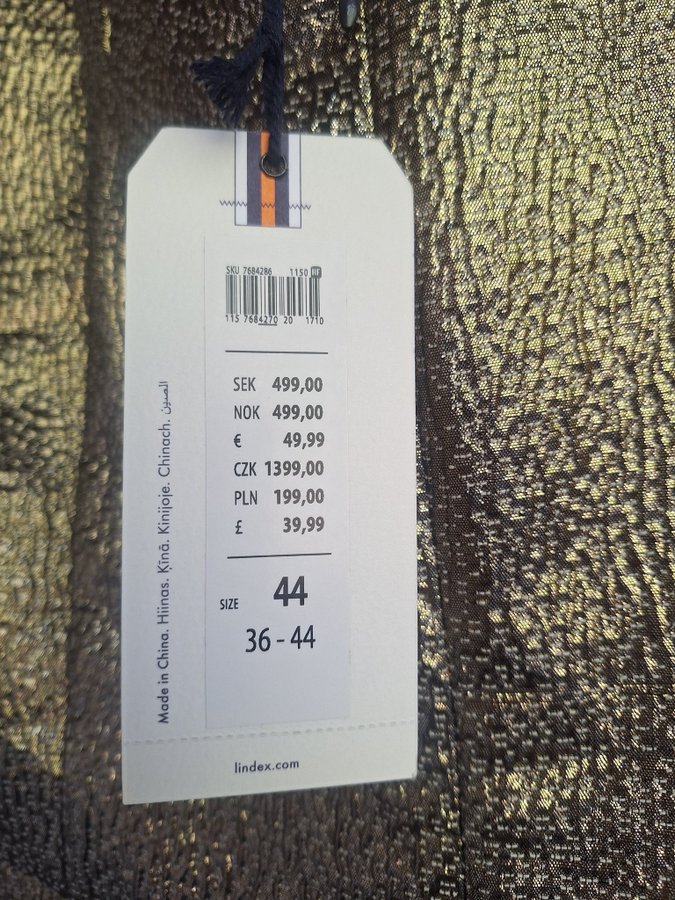 SKU 7684286 1150 RF
115 7684270 20 1710
SEK 499,00
NOK 499,00
€ 49,99
CZK 1399,00
PLN 199,00
£ 39,99
SIZE 44
36 - 44
Made in China. Hiinas. Ķīnā. Kinijoje. Chinach. الصين
lindex.com